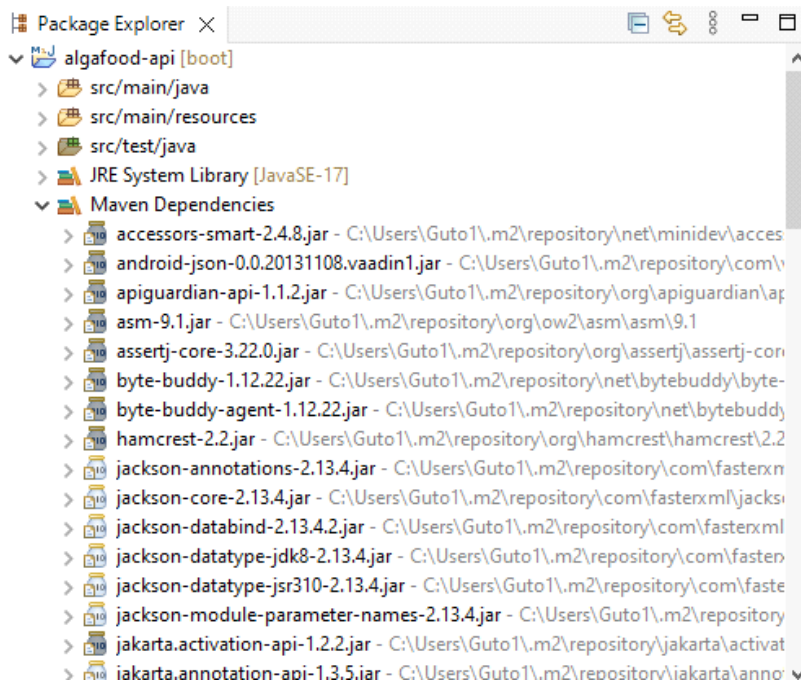 Package Explorer
algafood-api [boot]
src/main/java
src/main/resources
src/test/java
JRE System Library [JavaSE-17]
Maven Dependencies
accessors-smart-2.4.8.jar - C:\Users\Guto1\.m2\repository\net\minidev\acces
android-json-0.0.20131108.vaadin1.jar - C:\Users\Guto1\.m2\repository\com\
apiguardian-api-1.1.2.jar - C:\Users\Guto1\.m2\repository\org\apiguardian\ap
asm-9.1.jar - C:\Users\Guto1\.m2\repository\org\ow2\asm\asm\9.1
assertj-core-3.22.0.jar - C:\Users\Guto1\.m2\repository\org\assertj\assertj-cor
byte-buddy-1.12.22.jar - C:\Users\Guto1\.m2\repository\net\bytebuddy\byte-
byte-buddy-agent-1.12.22.jar - C:\Users\Guto1\.m2\repository\net\bytebuddy
hamcrest-2.2.jar - C:\Users\Guto1\.m2\repository\org\hamcrest\hamcrest\2.2
jackson-annotations-2.13.4.jar - C:\Users\Guto1\.m2\repository\com\fasterxm
jackson-core-2.13.4.jar - C:\Users\Guto1\.m2\repository\com\fasterxml\jacks
jackson-databind-2.13.4.2.jar - C:\Users\Guto1\.m2\repository\com\fasterxml
jackson-datatype-jdk8-2.13.4.jar - C:\Users\Guto1\.m2\repository\com\faster
jackson-datatype-jsr310-2.13.4.jar - C:\Users\Guto1\.m2\repository\com\faste
jackson-module-parameter-names-2.13.4.jar - C:\Users\Guto1\.m2\repository
jakarta.activation-api-1.2.2.jar - C:\Users\Guto1\.m2\repository\jakarta\activat
jakarta.annotation-api-1.3.5.jar - C:\Users\Guto1\.m2\repository\jakarta\anno